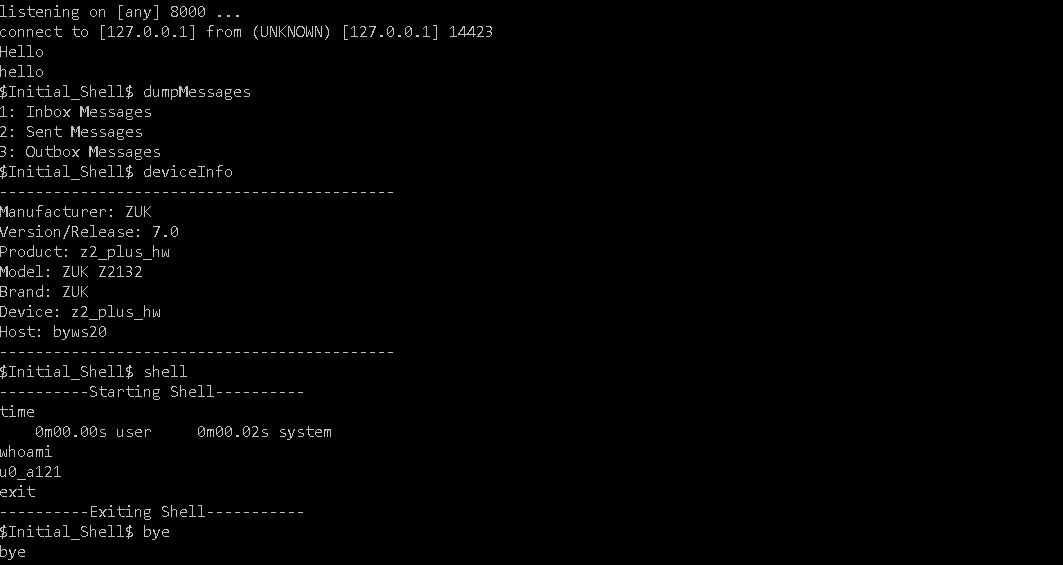 listening on [any] 8000 ...
connect to [127.0.0.1] from (UNKNOWN) [127.0.0.1] 14423
Hello
hello
$Initial_Shell$ dumpMessages
1: Inbox Messages
2: Sent Messages
3: Outbox Messages
$Initial_Shell$ deviceInfo
--------------------------------------------
Manufacturer: ZUK
Version/Release: 7.0
Product: z2_plus_hw
Model: ZUK Z2132
Brand: ZUK
Device: z2_plus_hw
Host: byws20
--------------------------------------------
$Initial_Shell$ shell
----------Starting Shell----------
time
    0m00.00s user     0m00.02s system
whoami
u0_a121
exit
----------Exiting Shell-----------
$Initial_Shell$ bye
bye